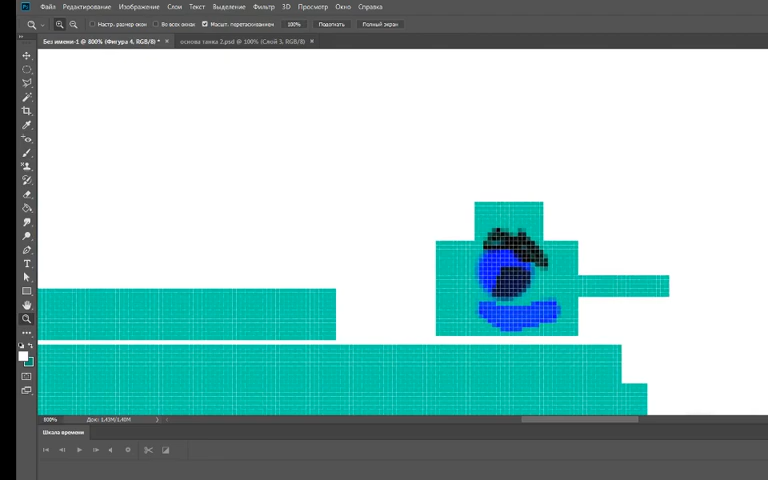 Файл Редактирование Изображение Слои Текст Выделение Фильтр 3D Просмотр Окно Справка
Настр. размер окон Во всех окнах Масшт. перетаскиванием 100% Подогнать Полный экран
Без имени-1 @ 800% (Фигура 4, RGB/8) * × основа танка 2.psd @ 100% (Слой 3, RGB/8) ×
800% Док: 1,43M/1,40M
Шкала времени